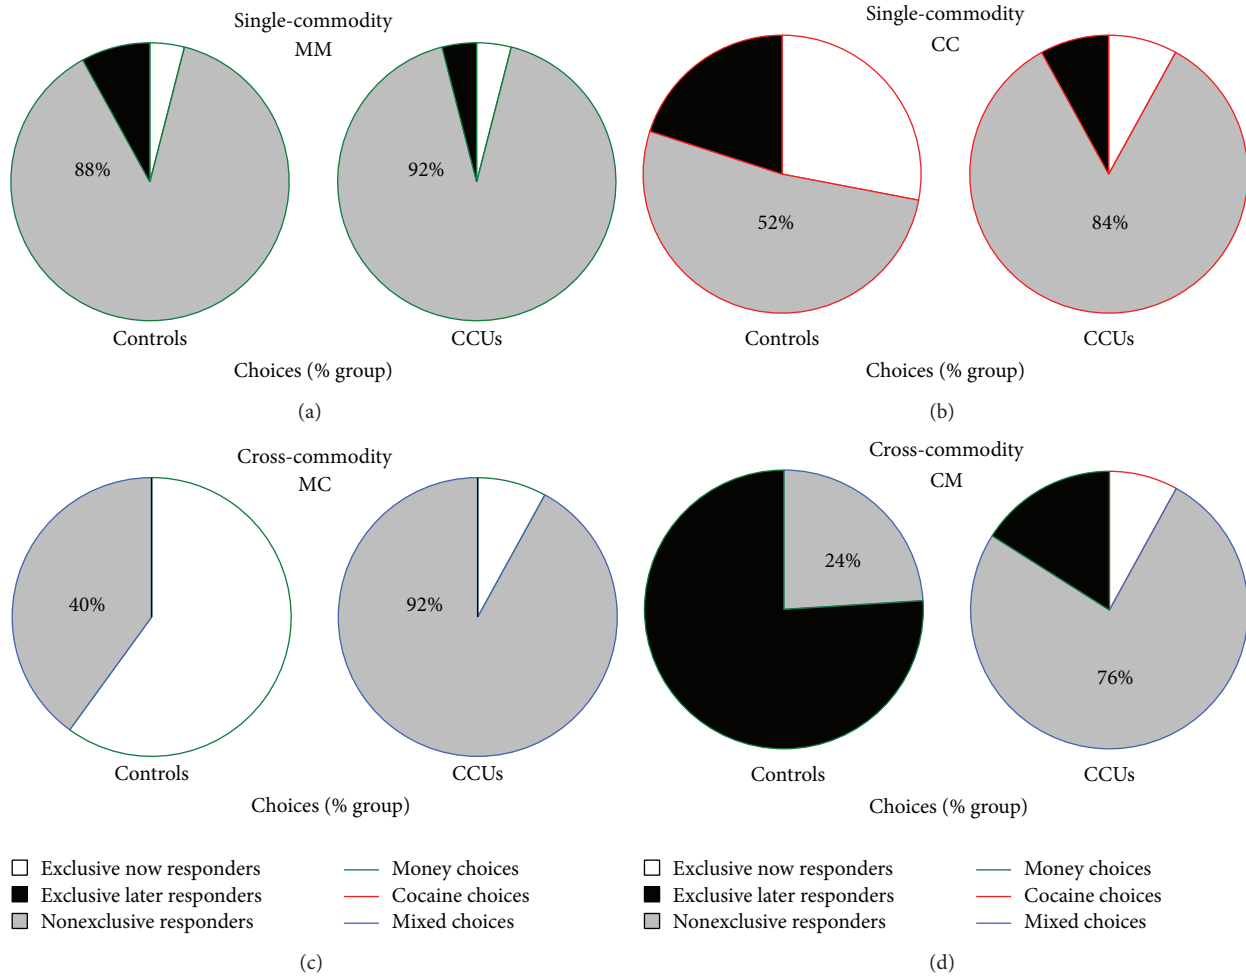 Single-commodity
MM
88%
92%
Controls
CCUs
Choices (% group)
(a)
Single-commodity
CC
52%
84%
Controls
CCUs
Choices (% group)
(b)
Cross-commodity
MC
40%
92%
Controls
CCUs
Choices (% group)
Exclusive now responders
Exclusive later responders
Nonexclusive responders
Money choices
Cocaine choices
Mixed choices
(c)
Cross-commodity
CM
24%
76%
Controls
CCUs
Choices (% group)
Exclusive now responders
Exclusive later responders
Nonexclusive responders
Money choices
Cocaine choices
Mixed choices
(d)